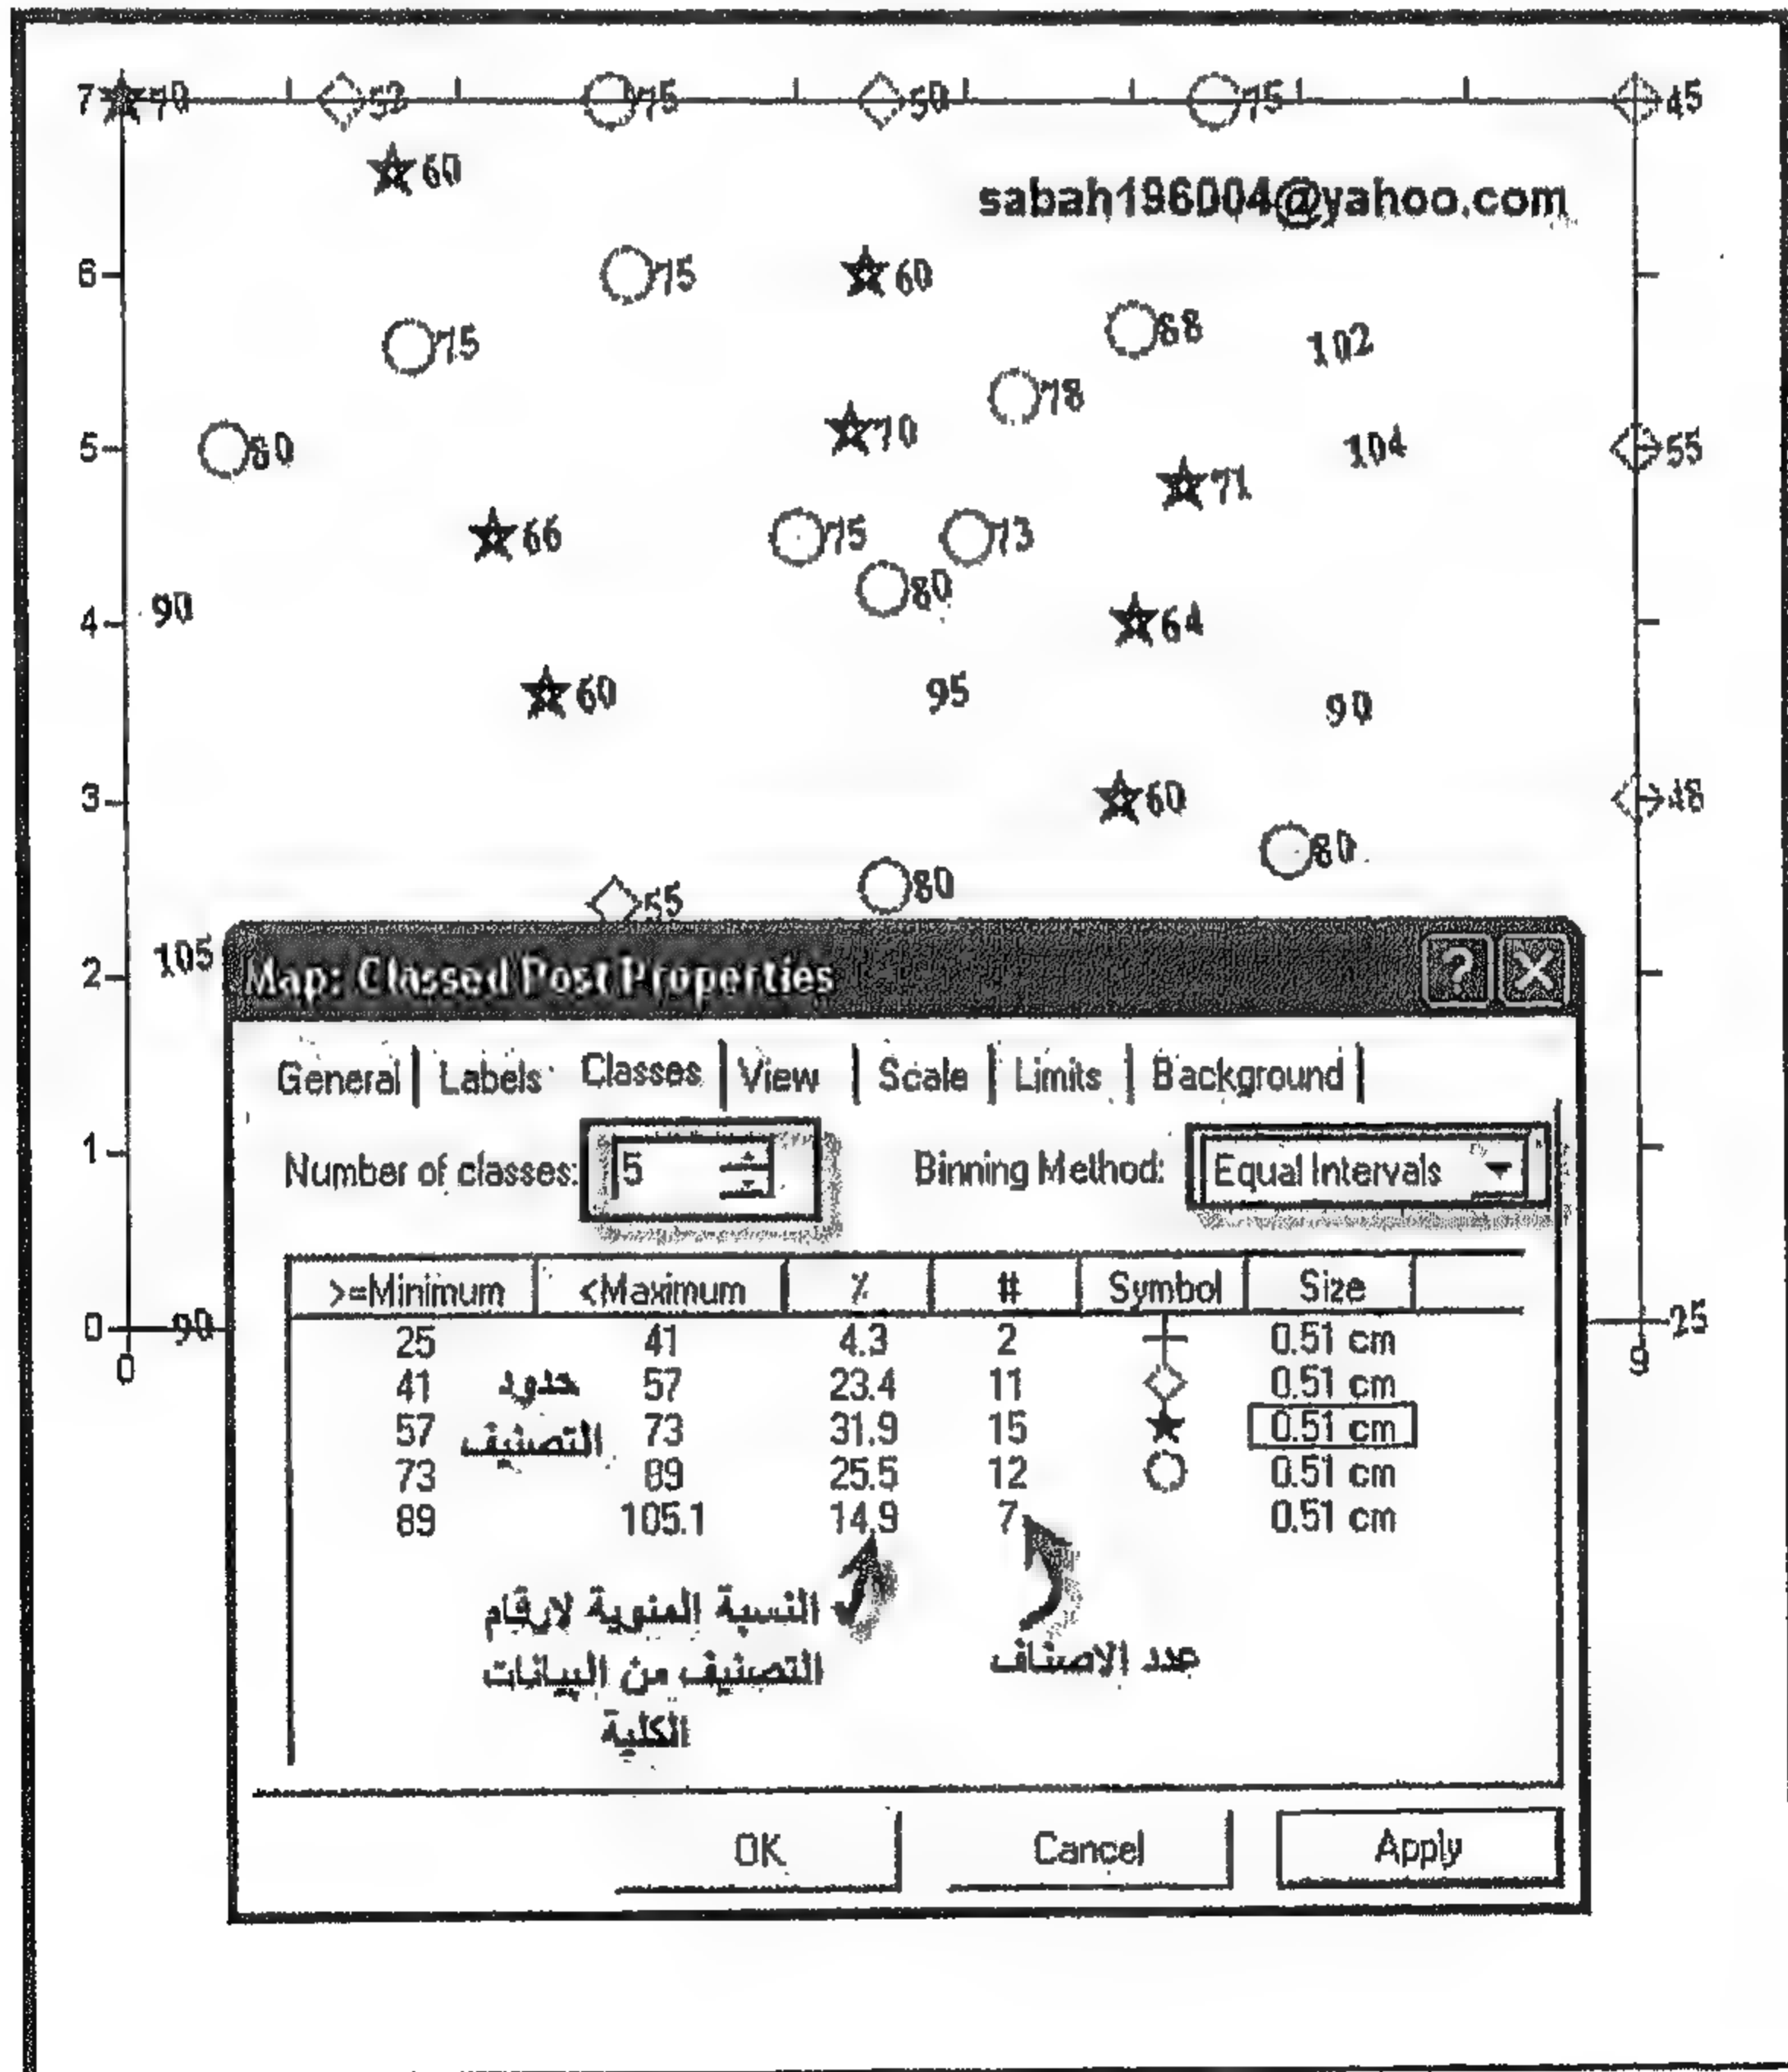 7 70 52 75 50 75 45
60
sabah196004@yahoo.com
6 75 60
75 88 102
78
70
5 80 104 55
71
66 75 73
80
90
4 64
60 95 90
3 60 48
80
55 80
2 105
Map: Classed Post Properties
General Labels Classes View Scale Limits Background
1
Number of classes: 5 Binning Method: Equal Intervals
>=Minimum <Maximum % # Symbol Size
0 90 25
25 41 4.3 2 0.51 cm
0 9
41 حدود 57 23.4 11 0.51 cm
57 التصنيف 73 31.9 15 0.51 cm
73 89 25.5 12 0.51 cm
89 105.1 14.9 7 0.51 cm
النسبة المئوية لارقام
التصنيف من البيانات
الكلية
عدد الاصناف
OK Cancel Apply